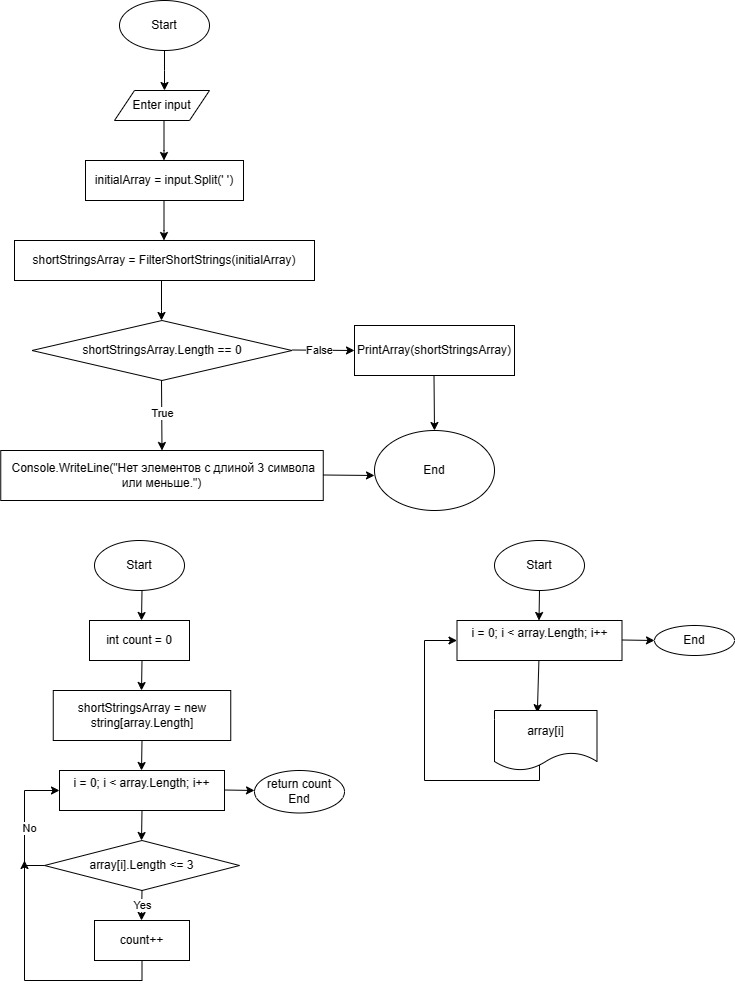 Start
Enter input
initialArray = input.Split(' ')
shortStringsArray = FilterShortStrings(initialArray)
shortStringsArray.Length == 0
False
PrintArray(shortStringsArray)
True
Console.WriteLine("Нет элементов с длиной 3 символа
или меньше.")
End
Start
int count = 0
shortStringsArray = new
string[array.Length]
i = 0; i < array.Length; i++
return count
End
No
array[i].Length <= 3
Yes
count++
Start
i = 0; i < array.Length; i++
End
array[i]